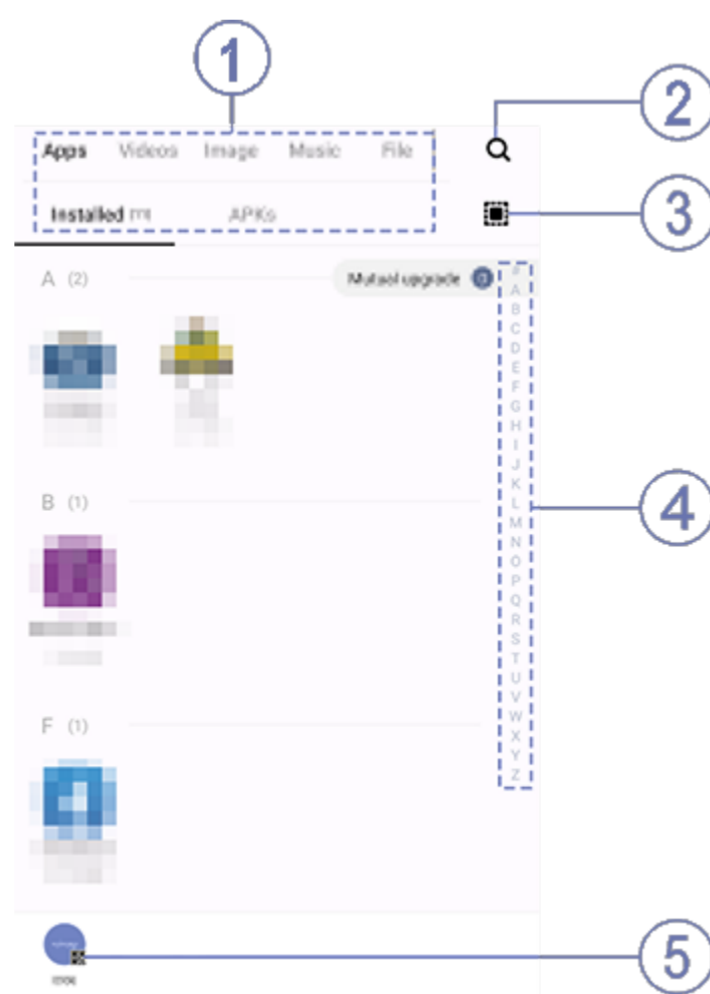 1
2
Apps Videos Image Music File
3
Installed APKs
A (2)
Mutual upgrade
#
A
B
C
D
E
F
G
H
I
J
K
L
M
N
O
P
Q
R
S
T
U
V
W
X
Y
Z
4
B (1)
F (1)
5